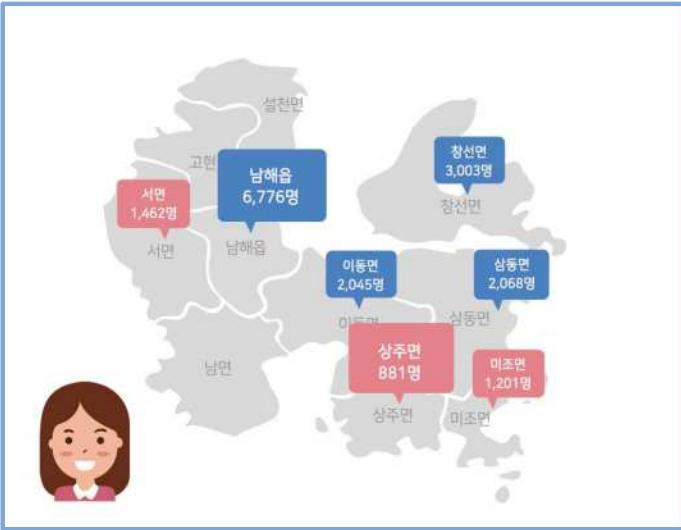 설천면
고현
남해읍
6,776명
창선면
3,003명
창선면
서면
1,462명
서면
남해읍
이동면
2,045명
이동면
삼동면
2,068명
삼동면
남면
상주면
881명
상주면
미조면
1,201명
미조면